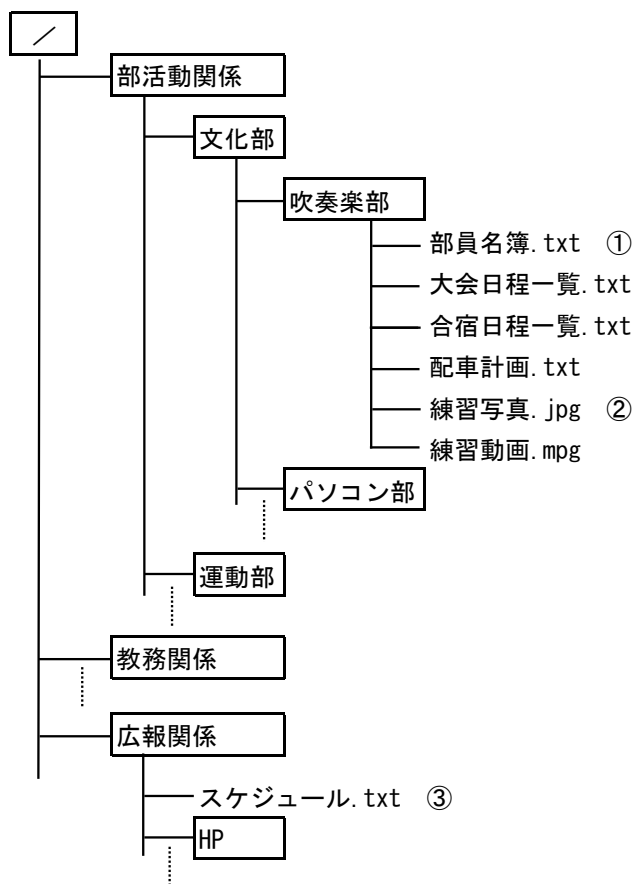 ／
部活動関係
文化部
吹奏楽部
部員名簿.txt ①
大会日程一覧.txt
合宿日程一覧.txt
配車計画.txt
練習写真.jpg ②
練習動画.mpg
パソコン部
運動部
教務関係
広報関係
スケジュール.txt ③
HP